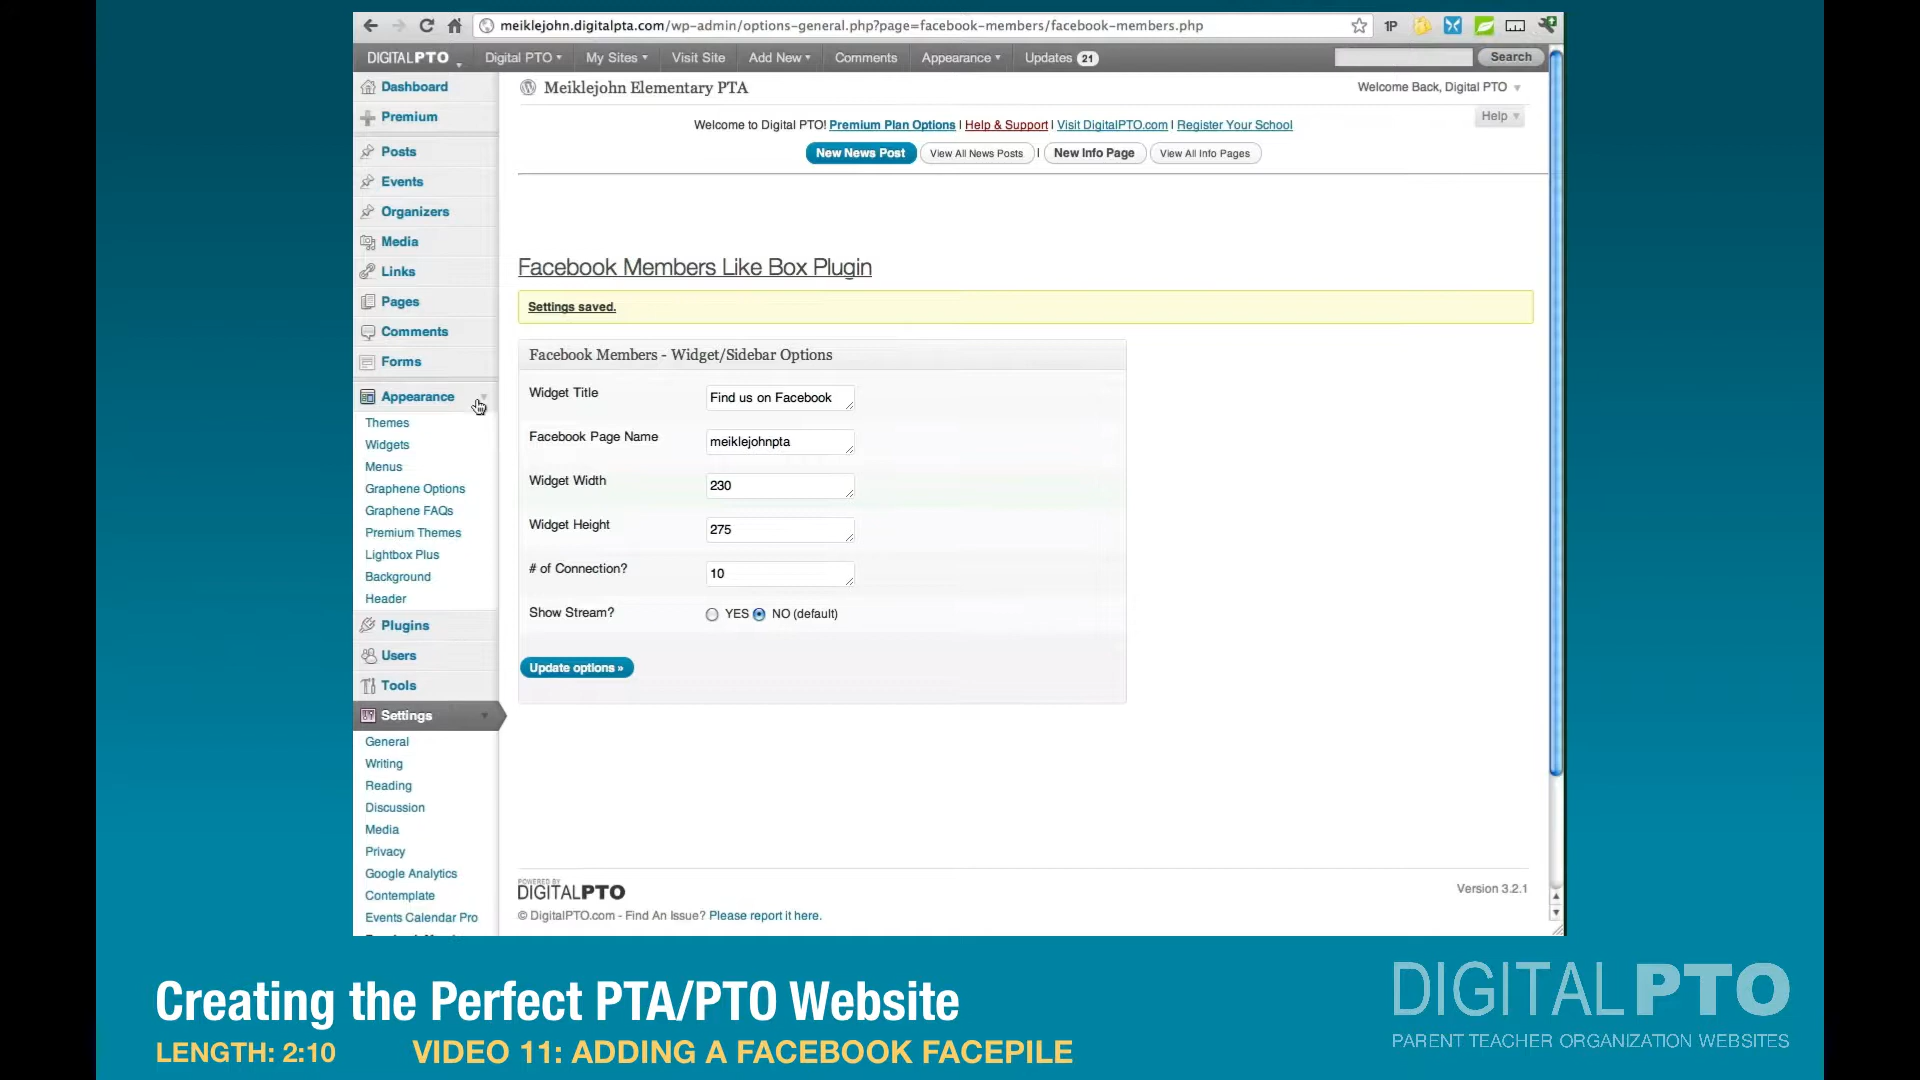 meiklejohn.digitalpta.com/wp-admin/options-general.php?page=facebook-members/facebook-members.php
1P
DIGITALPTO
Digital PTO
My Sites
Visit Site
Add New
Comments
Appearance
Updates 21
Search
Dashboard
Premium
Posts
Events
Organizers
Media
Links
Pages
Comments
Forms
Appearance
Themes
Widgets
Menus
Graphene Options
Graphene FAQs
Premium Themes
Lightbox Plus
Background
Header
Plugins
Users
Tools
Settings
General
Writing
Reading
Discussion
Media
Privacy
Google Analytics
Contemplate
Events Calendar Pro
Meiklejohn Elementary PTA
Welcome Back, Digital PTO
Help
Welcome to Digital PTO! Premium Plan Options | Help & Support | Visit DigitalPTO.com | Register Your School
New News Post
View All News Posts
|
New Info Page
View All Info Pages
Facebook Members Like Box Plugin
Settings saved.
Facebook Members - Widget/Sidebar Options
Widget Title
Find us on Facebook
Facebook Page Name
meiklejohnpta
Widget Width
230
Widget Height
275
# of Connection?
10
Show Stream?
YES
NO (default)
Update options »
POWERED BY
DIGITALPTO
Version 3.2.1
© DigitalPTO.com - Find An Issue? Please report it here.
Creating the Perfect PTA/PTO Website
LENGTH: 2:10
VIDEO 11: ADDING A FACEBOOK FACEPILE
DIGITALPTO
PARENT TEACHER ORGANIZATION WEBSITES